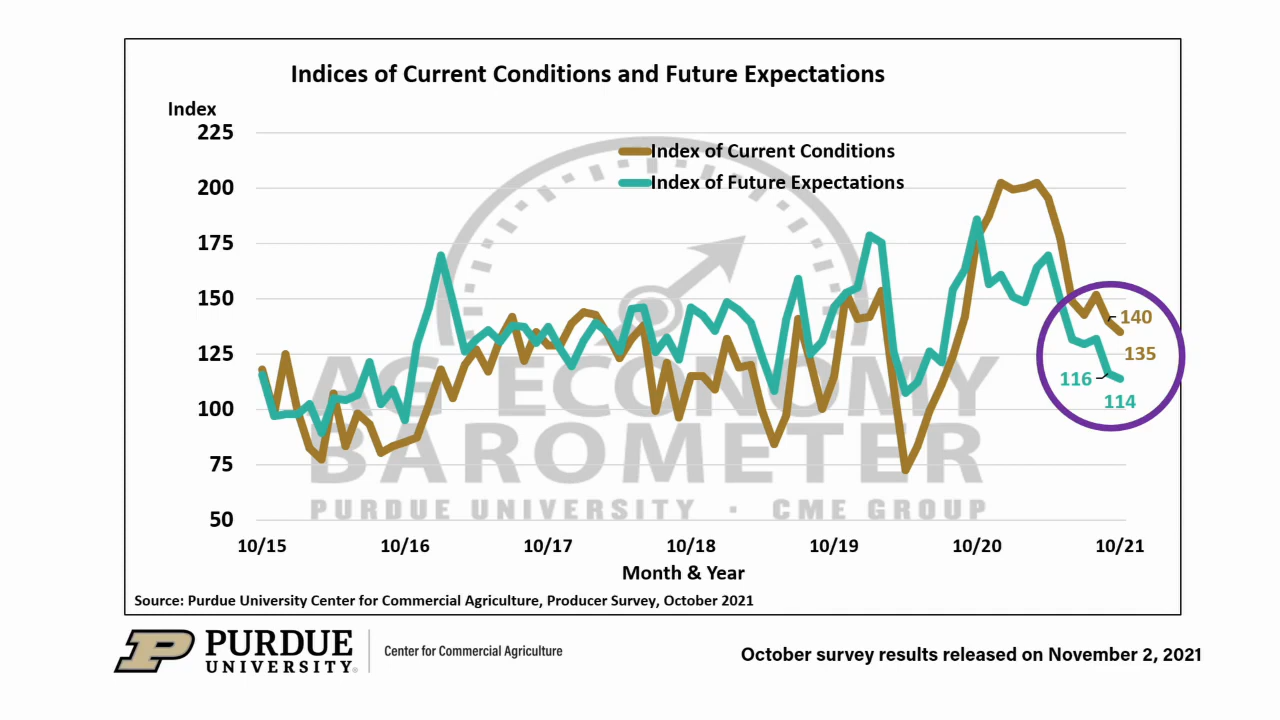 Indices of Current Conditions and Future Expectations
Index
225
Index of Current Conditions
200
Index of Future Expectations
175
150
140
125
135
116
AG ECONOMY
114
100
BAROMETER
75
PURDUE UNIVERSITY · CME GROUP
50
10/15 10/16 10/17 10/18 10/19 10/20 10/21
Month & Year
Source: Purdue University Center for Commercial Agriculture, Producer Survey, October 2021
P PURDUE UNIVERSITY®
Center for Commercial Agriculture
October survey results released on November 2, 2021